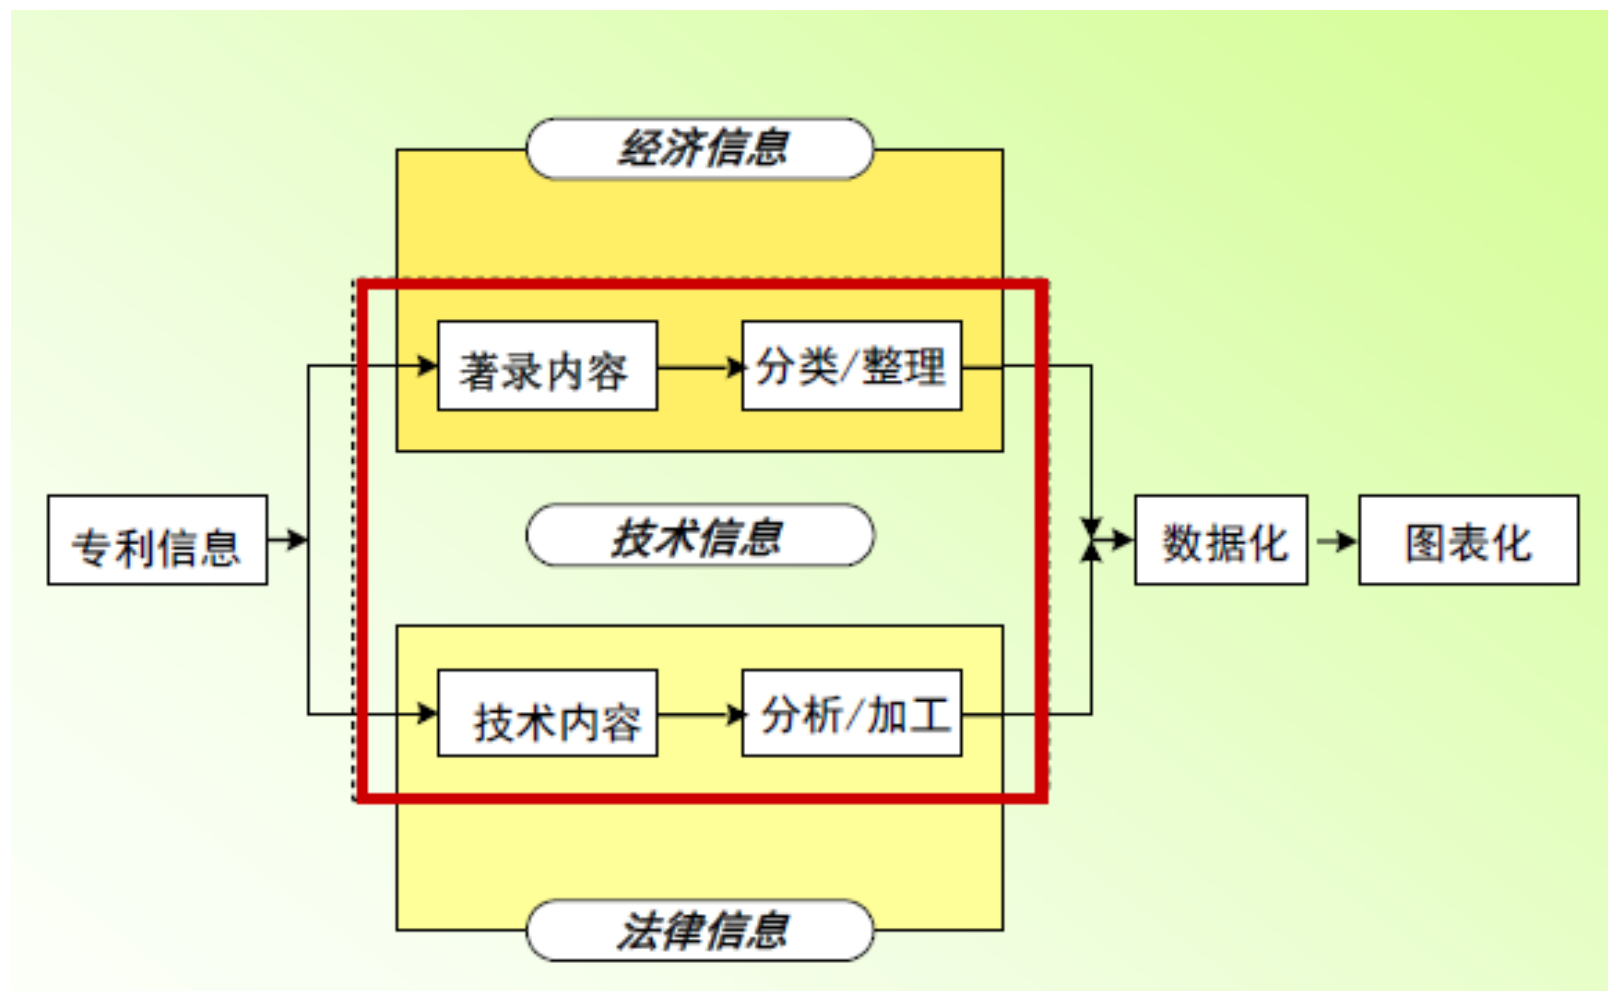 经济信息
著录内容
分类/整理
专利信息
技术信息
数据化
图表化
技术内容
分析/加工
法律信息